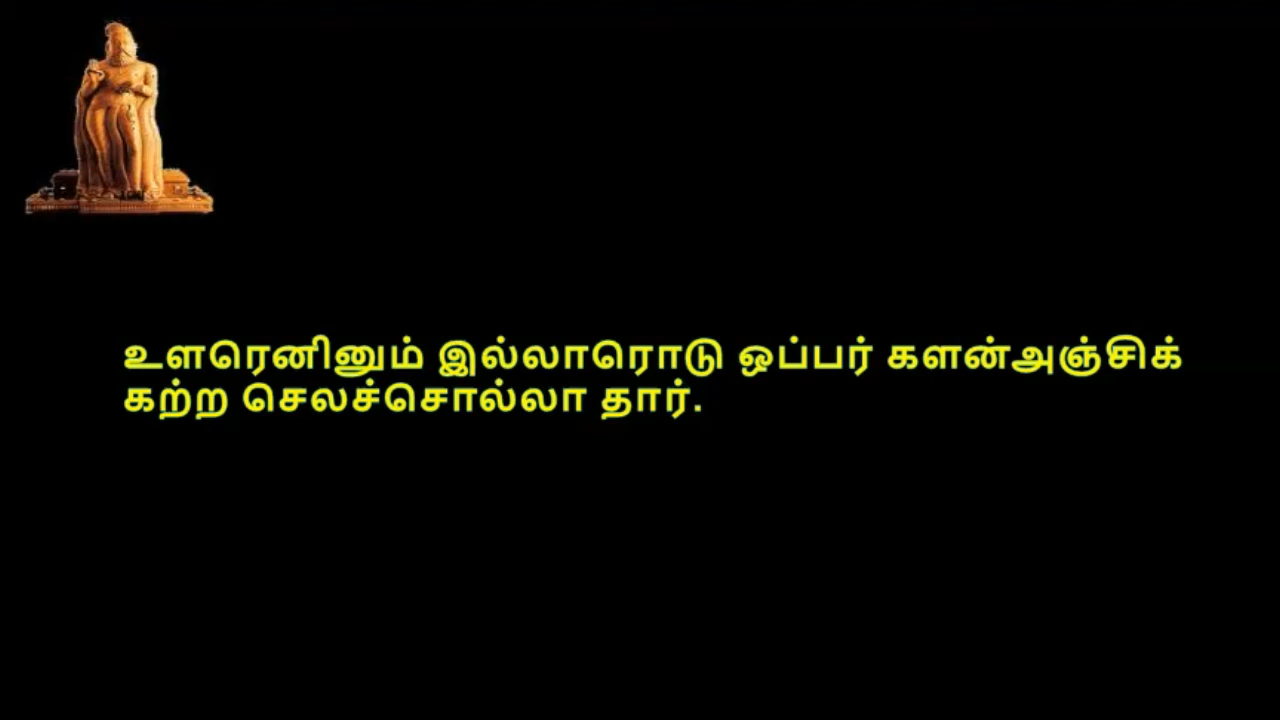 உளரெனினும் இல்லாரொடு ஒப்பர் களன்அஞ்சிக்
கற்ற செலச்சொல்லா தார்.